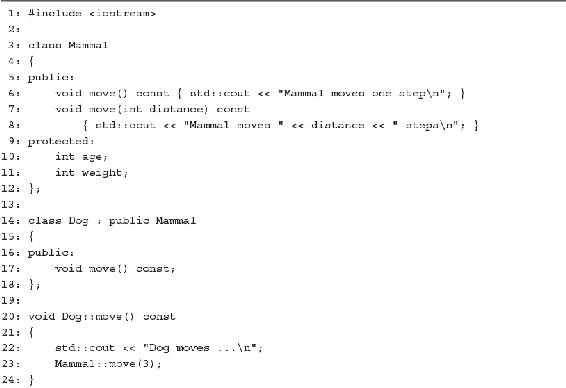 1: #include <iostream>
2:
3: class Mammal
4: {
5: public:
6:     void move() const { std::cout << "Mammal moves one step\n"; }
7:     void move(int distance) const
8:         { std::cout << "Mammal moves " << distance << " steps\n"; }
9: protected:
10:     int age;
11:     int weight;
12: };
13:
14: class Dog : public Mammal
15: {
16: public:
17:     void move() const;
18: };
19:
20: void Dog::move() const
21: {
22:     std::cout << "Dog moves ...\n";
23:     Mammal::move(3);
24: }